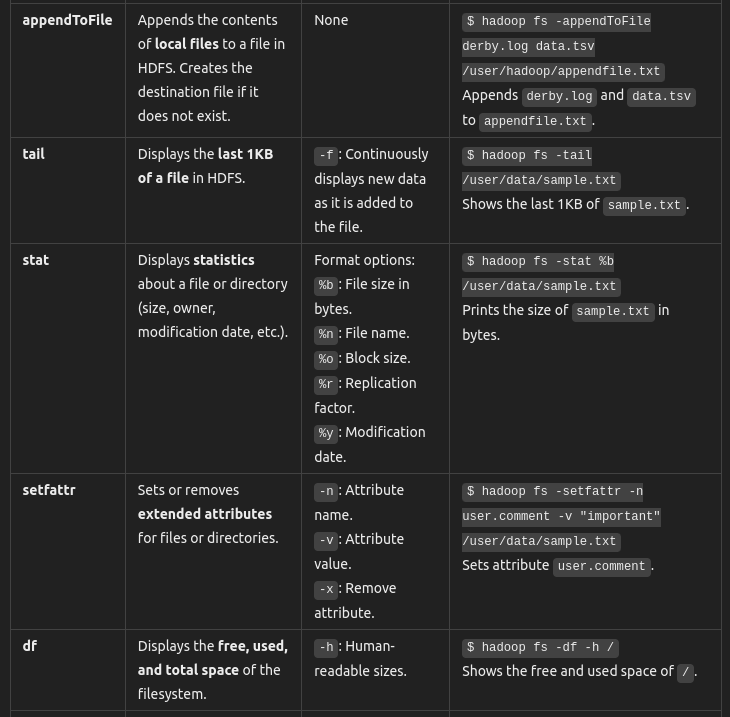 appendToFile
Appends the contents
of local files to a file in
HDFS. Creates the
destination file if it
does not exist.
None
$ hadoop fs -appendToFile
derby.log data.tsv
/user/hadoop/appendfile.txt
Appends derby.log and data.tsv
to appendfile.txt.
tail
Displays the last 1KB
of a file in HDFS.
-f: Continuously
displays new data
as it is added to
the file.
$ hadoop fs -tail
/user/data/sample.txt
Shows the last 1KB of sample.txt.
stat
Displays statistics
about a file or directory
(size, owner,
modification date, etc.).
Format options:
%b: File size in
bytes.
%n: File name.
%o: Block size.
%r: Replication
factor.
%y: Modification
date.
$ hadoop fs -stat %b
/user/data/sample.txt
Prints the size of sample.txt in
bytes.
setfattr
Sets or removes
extended attributes
for files or directories.
-n: Attribute
name.
-v: Attribute
value.
-x: Remove
attribute.
$ hadoop fs -setfattr -n
user.comment -v "important"
/user/data/sample.txt
Sets attribute user.comment.
df
Displays the free, used,
and total space of the
filesystem.
-h: Human-
readable sizes.
$ hadoop fs -df -h /
Shows the free and used space of /.